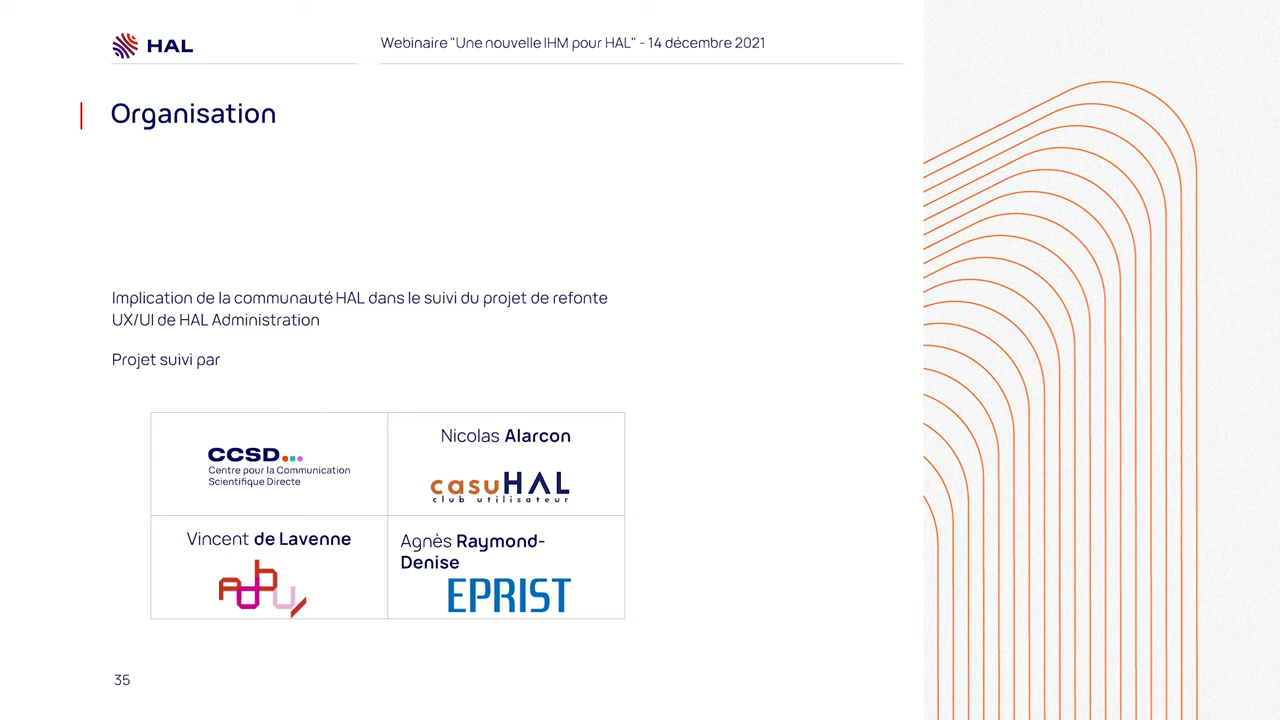 HAL
Webinaire "Une nouvelle IHM pour HAL" - 14 décembre 2021
Organisation
Implication de la communauté HAL dans le suivi du projet de refonte
UX/UI de HAL Administration
Projet suivi par
CCSD
Centre pour la Communication
Scientifique Directe
Nicolas Alarcon
casuHAL
club utilisateur
Vincent de Lavenne
Adbu
Agnès Raymond-
Denise
EPRIST
35